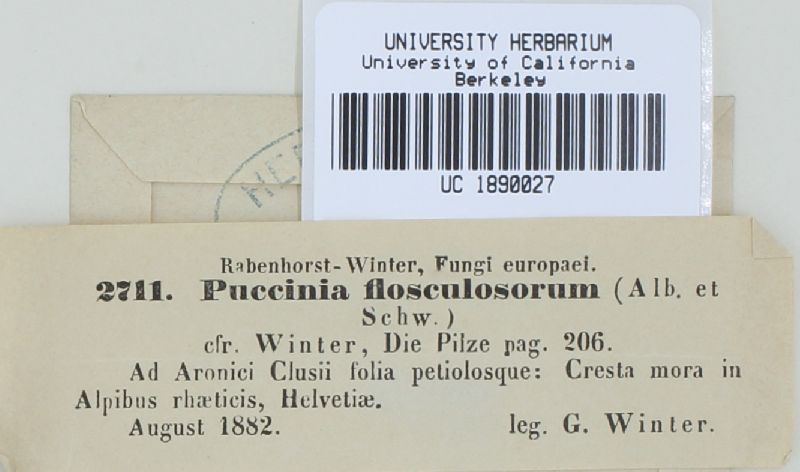 UNIVERSITY HERBARIUM
University of California
Berkeley
UC 1890027
HE
Rabenhorst-Winter, Fungi europaei.
2711. Puccinia flosculosorum (Alb. et
Schw.)
cfr. Winter, Die Pilze pag. 206.
Ad Aronici Clusii folia petiolosque: Cresta mora in
Alpibus rhæticis, Helvetiæ.
August 1882. leg. G. Winter.